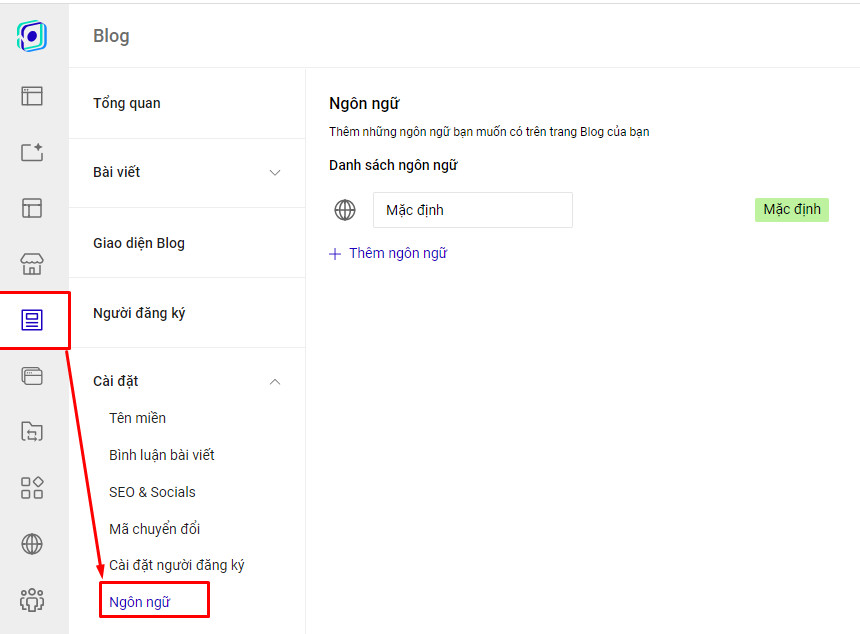 Blog
Tổng quan
Bài viết
Giao diện Blog
Người đăng ký
Cài đặt
Tên miền
Bình luận bài viết
SEO & Socials
Mã chuyển đổi
Cài đặt người đăng ký
Ngôn ngữ
Ngôn ngữ
Thêm những ngôn ngữ bạn muốn có trên trang Blog của bạn
Danh sách ngôn ngữ
Mặc định
Mặc định
Thêm ngôn ngữ